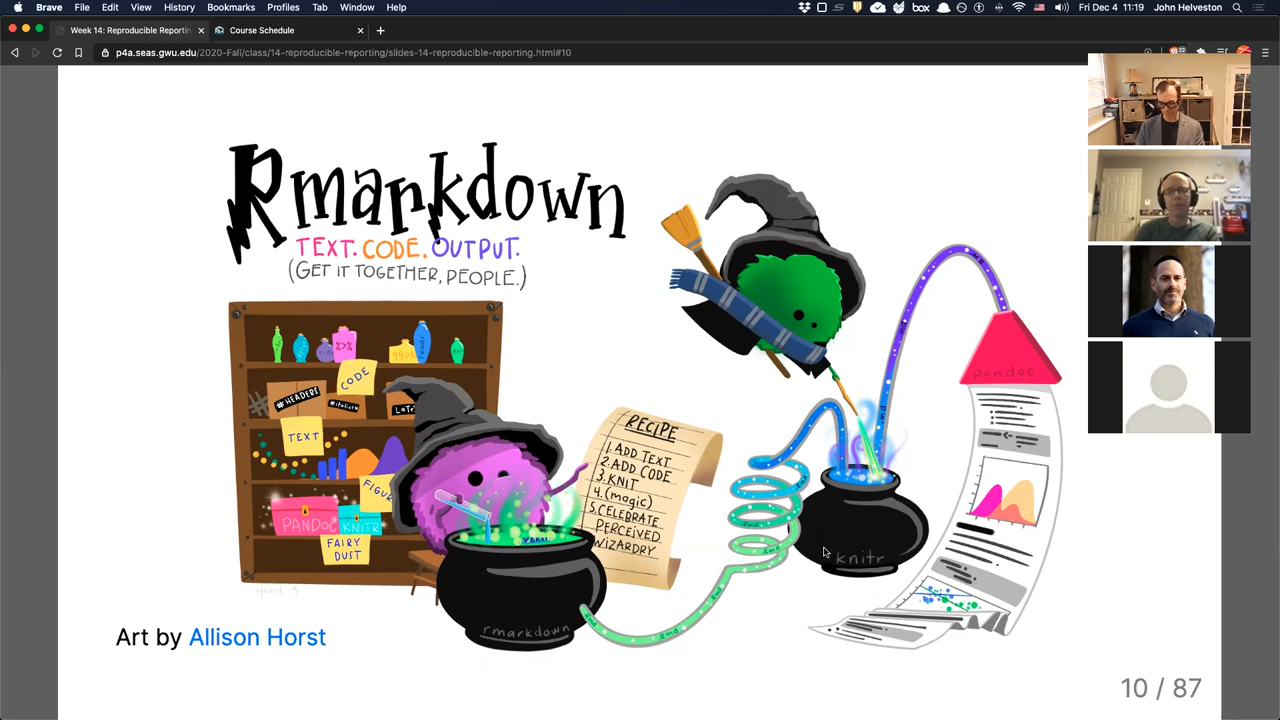 Brave File Edit View History Bookmarks Profiles Tab Window Help
box
Fri Dec 4 11:19 John Helveston
Week 14: Reproducible Reportin
Course Schedule
p4a.seas.gwu.edu/2020-Fall/class/14-reproducible-reporting/slides-14-reproducible-reporting.html#10
Rmarkdown
TEXT. CODE. OUTPUT.
(GET IT TOGETHER, PEOPLE.)
%>%
CODE
#HEADERS
TEXT
PANDOC
KNITR
FAIRY
DUST
RECIPE
1. ADD TEXT
2. ADD CODE
3. KNIT
4. (magic)
5. CELEBRATE
PERCEIVED
WIZARDRY
rmarkdown
Rmd
Rmd
knitr
pandoc
Art by Allison Horst
10 / 87